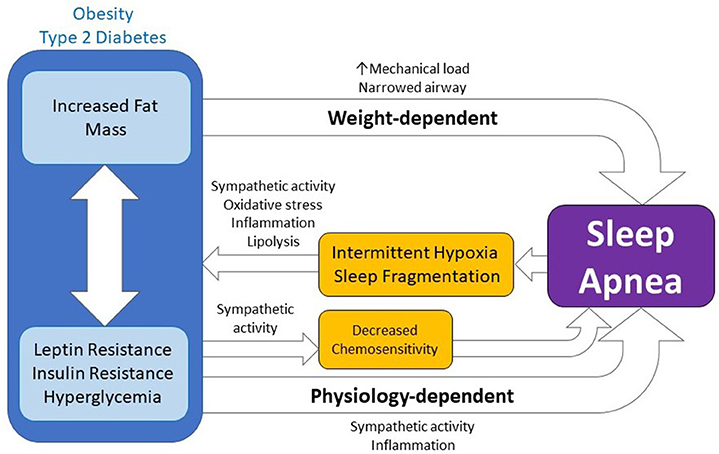 Obesity
Type 2 Diabetes
Increased Fat
Mass
↑Mechanical load
Narrowed airway
Weight-dependent
Sympathetic activity
Oxidative stress
Inflammation
Lipolysis
Intermittent Hypoxia
Sleep Fragmentation
Sleep
Apnea
Sympathetic
activity
Decreased
Chemosensitivity
Leptin Resistance
Insulin Resistance
Hyperglycemia
Physiology-dependent
Sympathetic activity
Inflammation